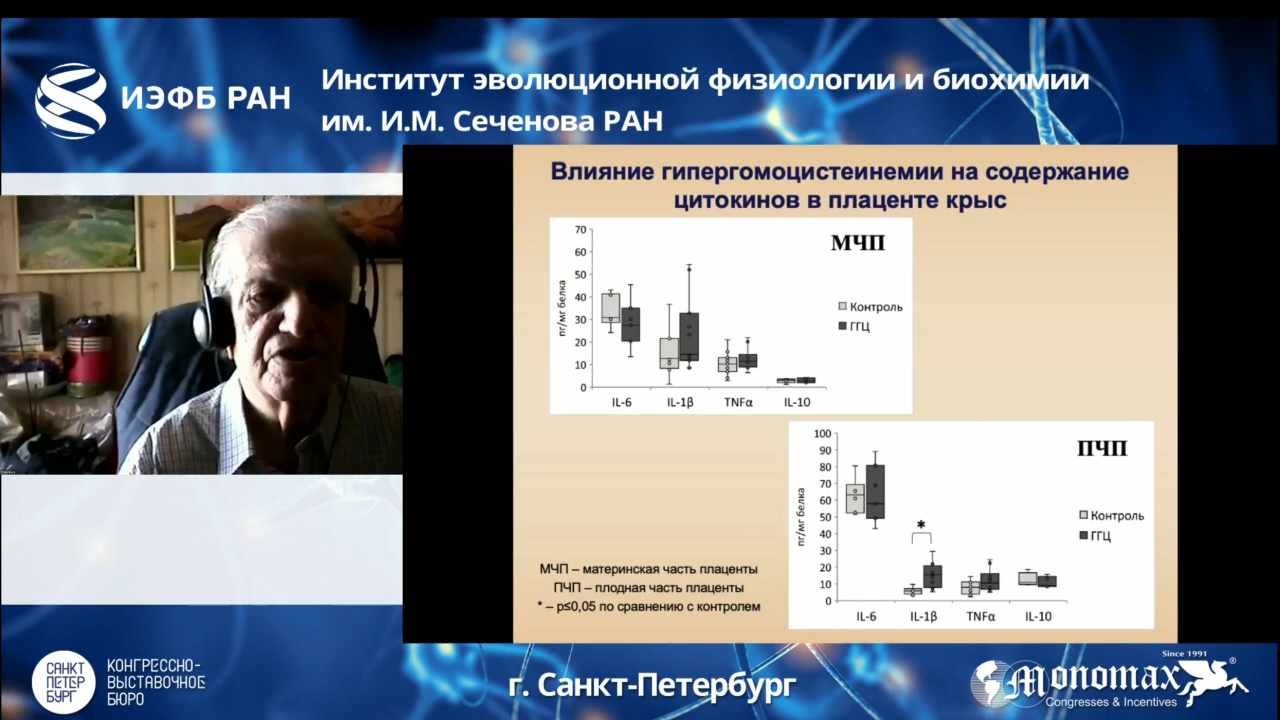 ИЭФБ РАН
Институт эволюционной физиологии и биохимии
им. И.М. Сеченова РАН
Влияние гипергомоцистеинемии на содержание
цитокинов в плаценте крыс
МЧП
70
60
50
40
30
20
10
0
пг/мг белка
Контроль
ГГЦ
IL-6 IL-1β TNFα IL-10
ПЧП
100
90
80
70
60
50
40
30
20
10
0
пг/мг белка
*
Контроль
ГГЦ
IL-6 IL-1β TNFα IL-10
МЧП – материнская часть плаценты
ПЧП – плодная часть плаценты
* – p≤0,05 по сравнению с контролем
САНКТ
ПЕТЕР
БУРГ
КОНГРЕССНО-
ВЫСТАВОЧНОЕ
БЮРО
г. Санкт-Петербург
Since 1991
Monomax
®
Congresses & Incentives